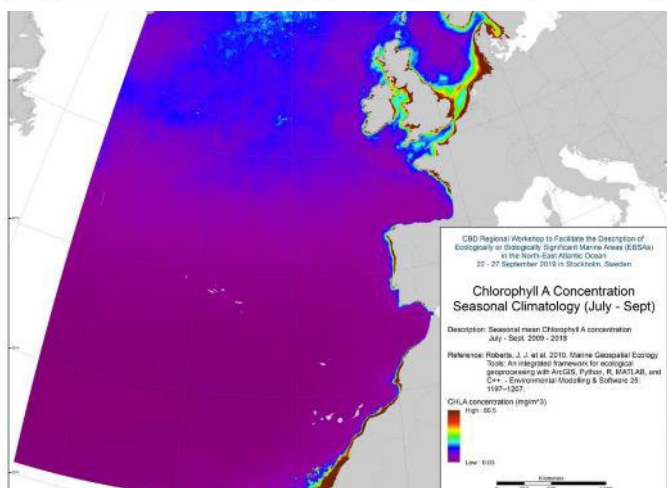 CBD Regional Workshop to Facilitate the Description of
Ecologically or Biologically Significant Marine Areas (EBSAs)
in the North-East Atlantic Ocean
22 - 27 September 2019 in Stockholm, Sweden
Chlorophyll A Concentration
Seasonal Climatology (July - Sept)
Description: Seasonal mean Chlorophyll A concentration
July - Sept, 2009 - 2018
Reference: Roberts, J. J. et al. 2010. Marine Geospatial Ecology
Tools: An integrated framework for ecological
geoprocessing with ArcGIS, Python, R, MATLAB, and
C++. - Environmental Modelling & Software 25:
1197–1207.
CHLA concentration (mg/m^3)
High : 86.5
Low : 0.03
Kilometers